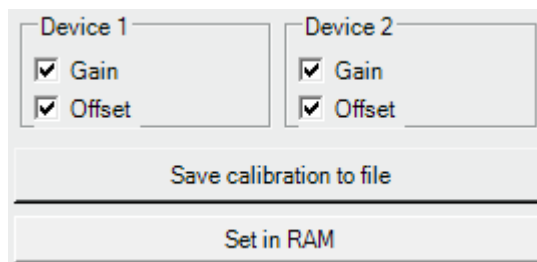 Device 1
Gain
Offset
Device 2
Gain
Offset
Save calibration to file
Set in RAM